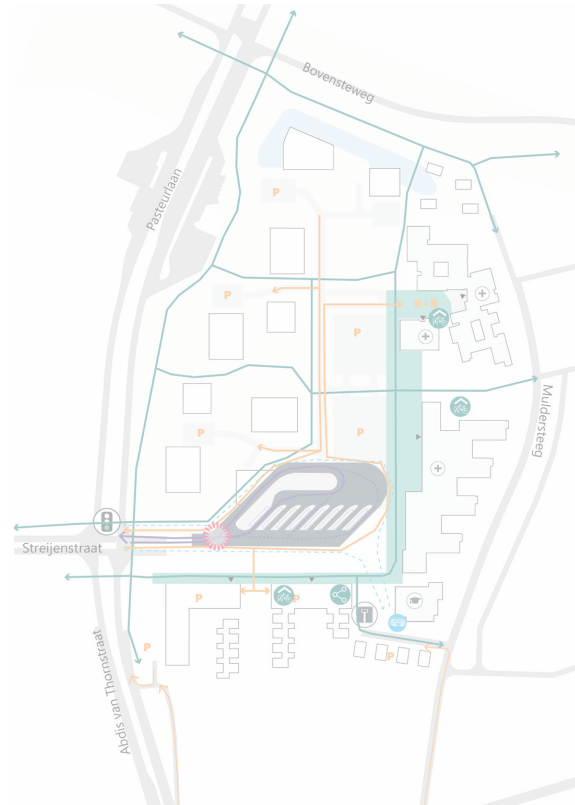 Bovensteweg
Pasteurlaan
P
P
K+R
P
P
P
Muldersteeg
Streijenstraat
P
P
P
P
Abdis van Thornstraat